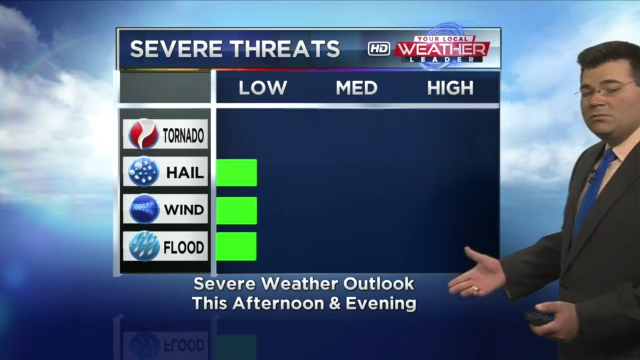 SEVERE THREATS
HD
YOUR LOCAL
WEATHER
LEADER
LOW MED HIGH
TORNADO
HAIL
WIND
FLOOD
Severe Weather Outlook
This Afternoon & Evening
FLOOD